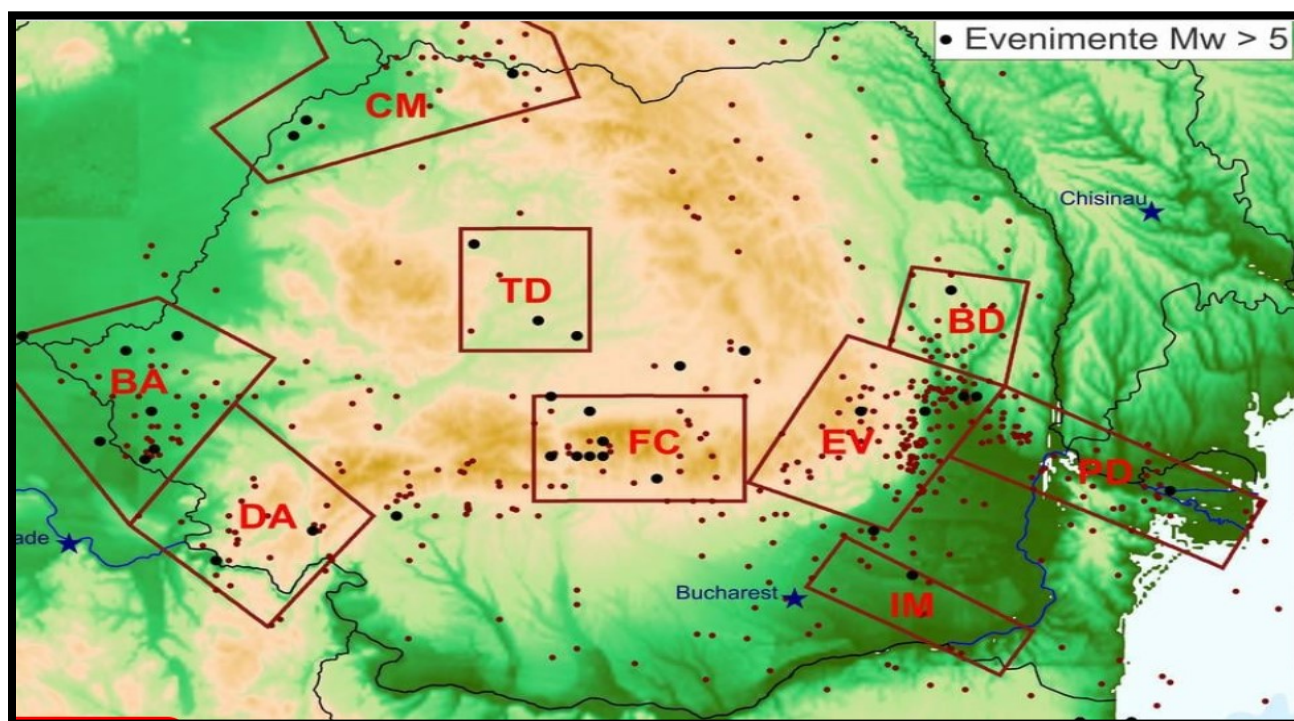 • Evenimente Mw > 5
CM
Chisinau
TD
BD
BA
EV
FC
PD
DA
ade
Bucharest
IM